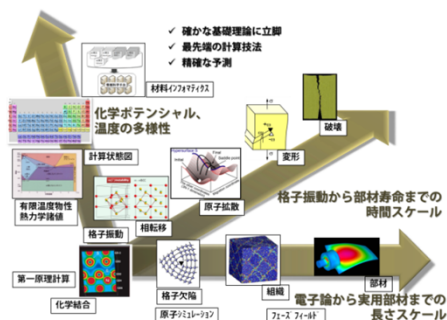 ✓ 確かな基礎理論に立脚
✓ 最先端の計算技法
✓ 精確な予測
材料インフォマティクス
化学ポテンシャル、
温度の多様性
計算状態図
有限温度物性
熱力学諸値
格子振動
相転移
原子拡散
変形
破壊
格子振動から部材寿命までの
時間スケール
第一原理計算
化学結合
格子欠陥
原子シミュレーション
組織
フェーズ フィールド
部材
電子論から実用部材までの
長さスケール